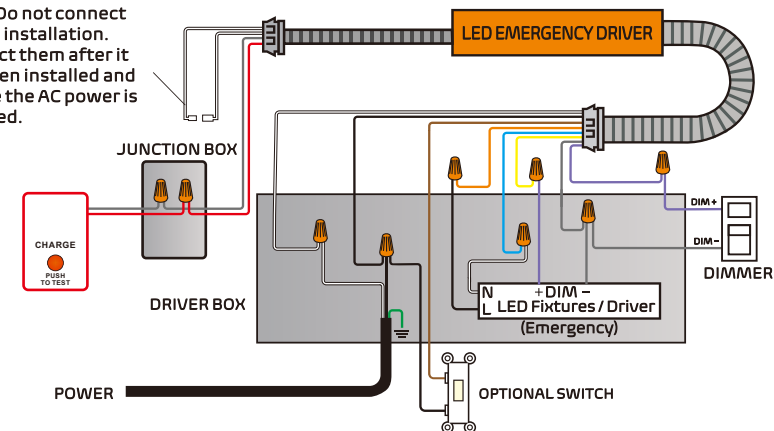 Do not connect
installation.
ct them after it
en installed and
e the AC power is
ed.
LED EMERGENCY DRIVER
JUNCTION BOX
CHARGE
PUSH
TO TEST
DRIVER BOX
DIM+
DIM-
DIMMER
N
+DIM -
L
LED Fixtures / Driver
(Emergency)
POWER
OPTIONAL SWITCH